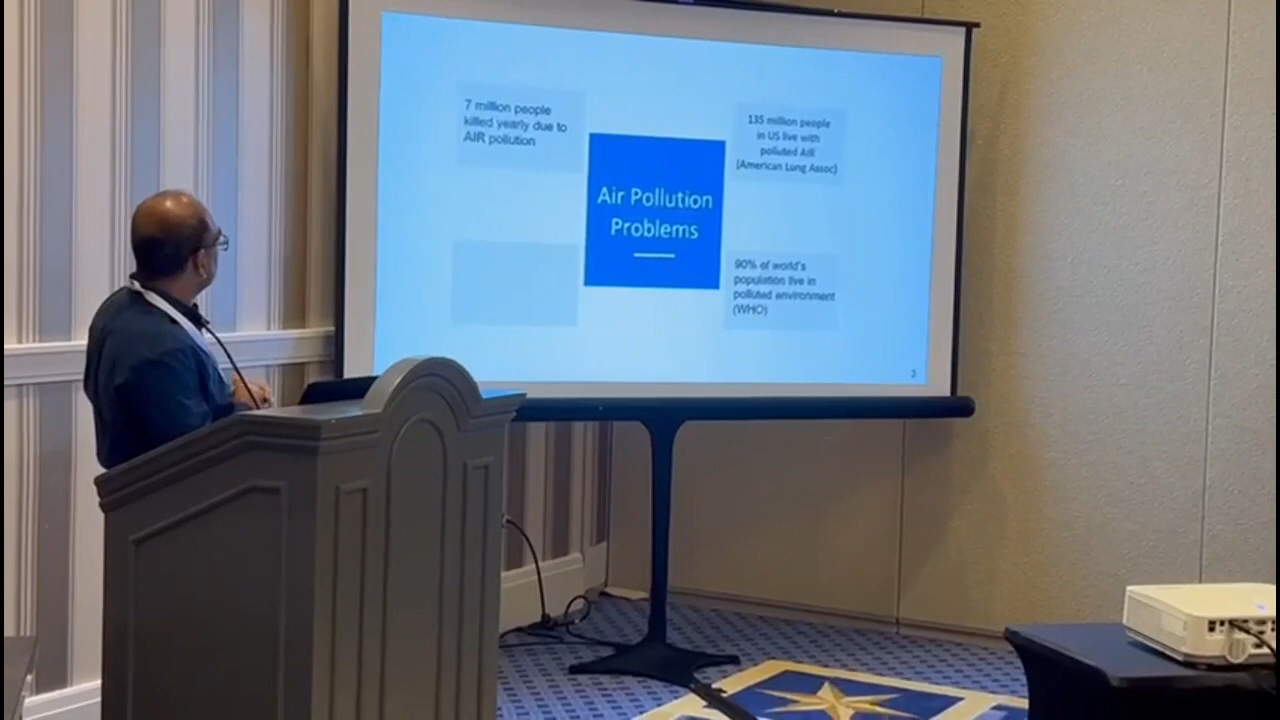 7 million people
killed yearly due to
AIR pollution
135 million people
in US live with
polluted AIR
(American Lung Assoc)
Air Pollution
Problems
90% of world's
population live in
polluted environment
(WHO)
3